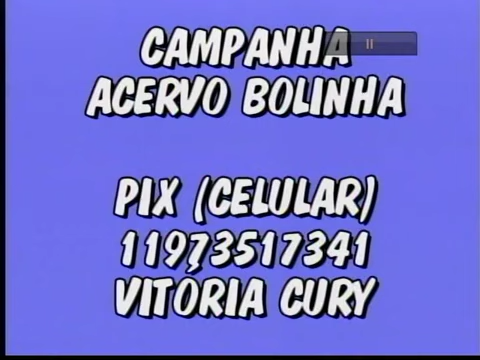 CAMPANHA
ACERVO BOLINHA
PIX (CELULAR)
11973517341
VITÓRIA CURY